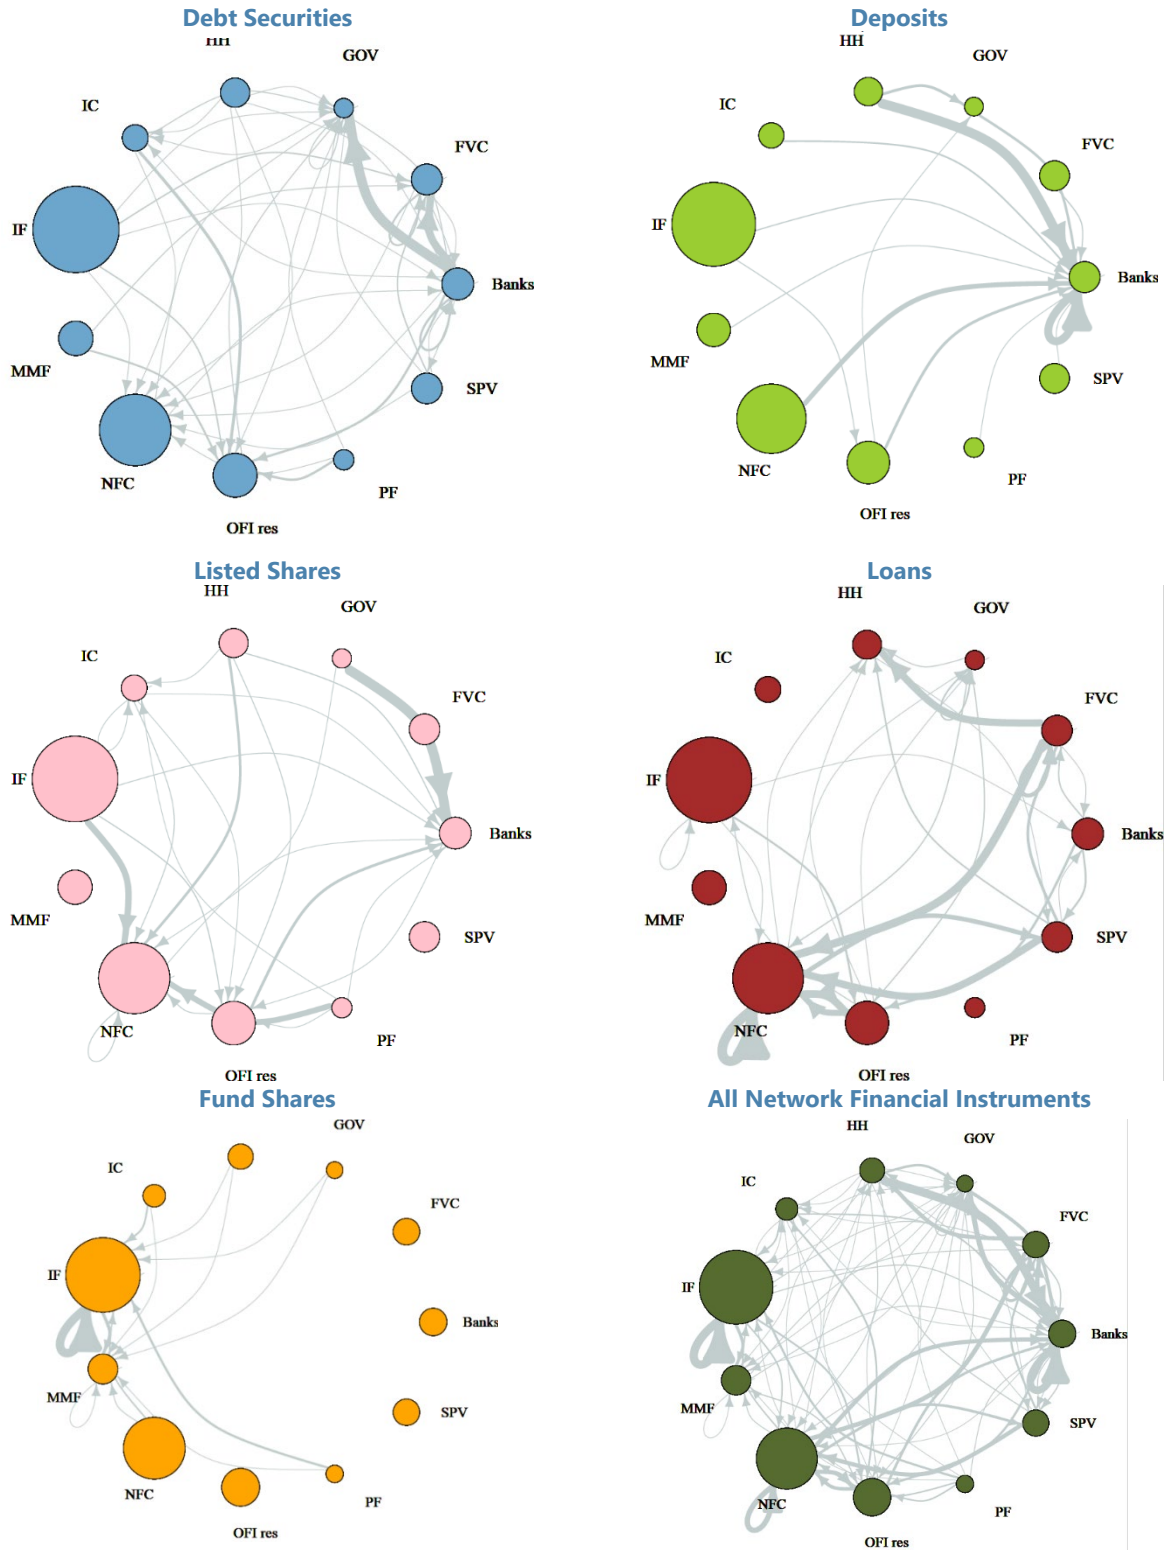 Debt Securities
HH
GOV
IC
FVC
IF
Banks
MMF
SPV
NFC
PF
OFI res
Deposits
HH
GOV
IC
FVC
IF
Banks
MMF
SPV
NFC
PF
OFI res
Listed Shares
HH
GOV
IC
FVC
IF
Banks
MMF
SPV
NFC
PF
OFI res
Loans
HH
GOV
IC
FVC
IF
Banks
MMF
SPV
NFC
PF
OFI res
Fund Shares
GOV
IC
FVC
IF
Banks
MMF
SPV
NFC
PF
OFI res
All Network Financial Instruments
HH
GOV
IC
FVC
IF
Banks
MMF
SPV
NFC
PF
OFI res